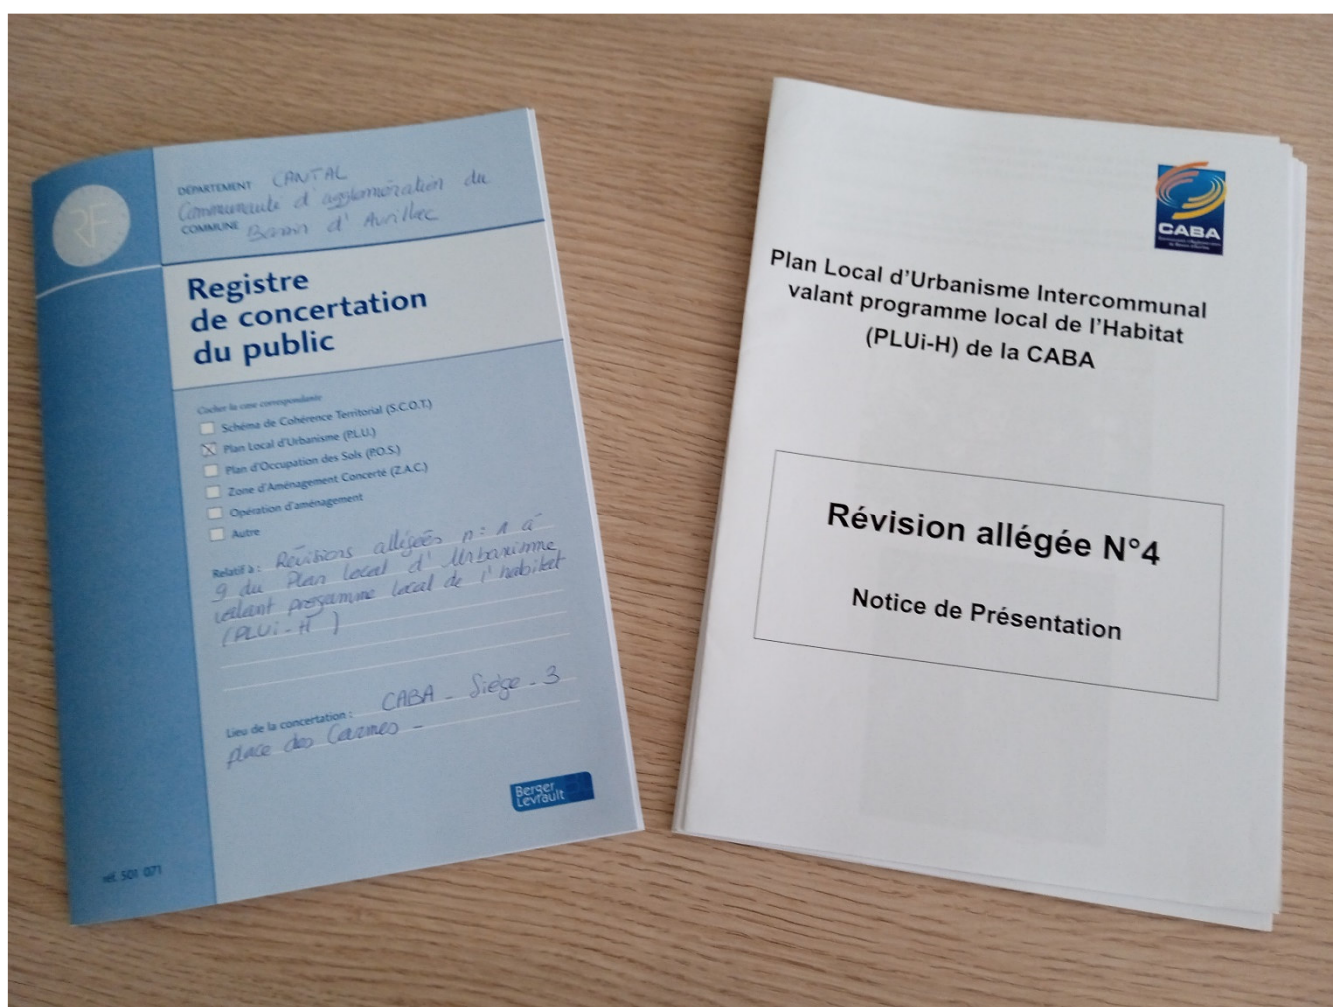 RF
DÉPARTEMENT CANTAL
Communauté d'agglomération du
COMMUNE Bassin d'Aurillac
Registre
de concertation
du public
Cocher la case correspondante
Schéma de Cohérence Territorial (S.C.O.T.)
Plan Local d'Urbanisme (P.L.U.)
Plan d'Occupation des Sols (P.O.S.)
Zone d'Aménagement Concerté (Z.A.C.)
Opération d'aménagement
Autre
Relatif à : Révisions allégées n° 1 à
9 du Plan local d'Urbanisme
valant programme local de l'habitat
(PLUi-H)
Lieu de la concertation : CABA - Siège - 3
place des Carmes -
Berger
Levrault
réf. 501 071
CABA
Plan Local d'Urbanisme Intercommunal
valant programme local de l'Habitat
(PLUi-H) de la CABA
Révision allégée N°4
Notice de Présentation